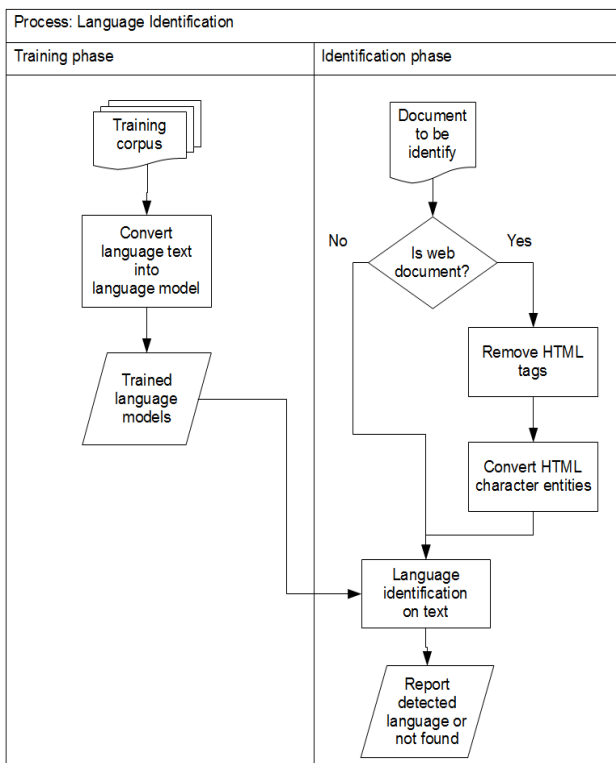 Process: Language Identification
Training phase
Identification phase
Training
corpus
Convert
language text
into
language model
Trained
language
models
Document
to be
identify
Is web
document?
No
Yes
Remove HTML
tags
Convert HTML
character entities
Language
identification
on text
Report
detected
language or
not found